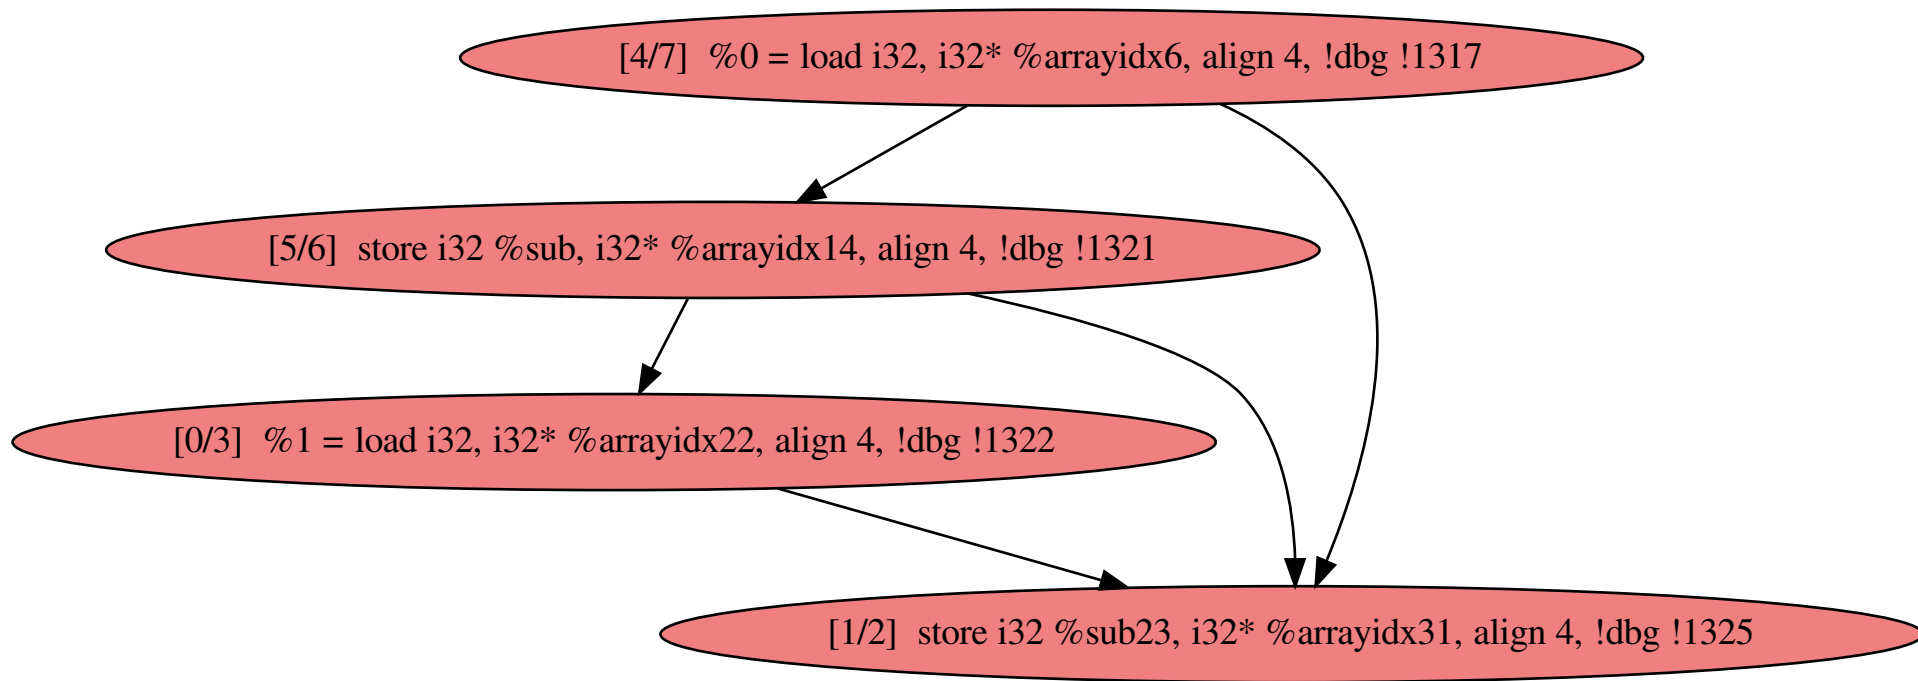 [4/7]  %0 = load i32, i32* %arrayidx6, align 4, !dbg !1317
[5/6]  store i32 %sub, i32* %arrayidx14, align 4, !dbg !1321
[0/3]  %1 = load i32, i32* %arrayidx22, align 4, !dbg !1322
[1/2]  store i32 %sub23, i32* %arrayidx31, align 4, !dbg !1325